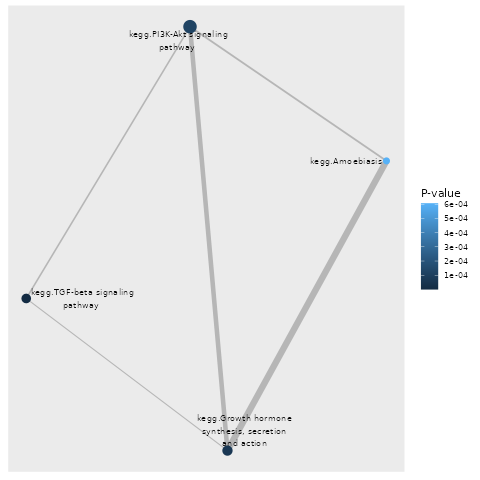 kegg.PI3K-Akt signaling
pathway
kegg.Amoebiasis
P-value
6e-04
5e-04
4e-04
3e-04
2e-04
1e-04
kegg.TGF-beta signaling
pathway
kegg.Growth hormone
synthesis, secretion
and action